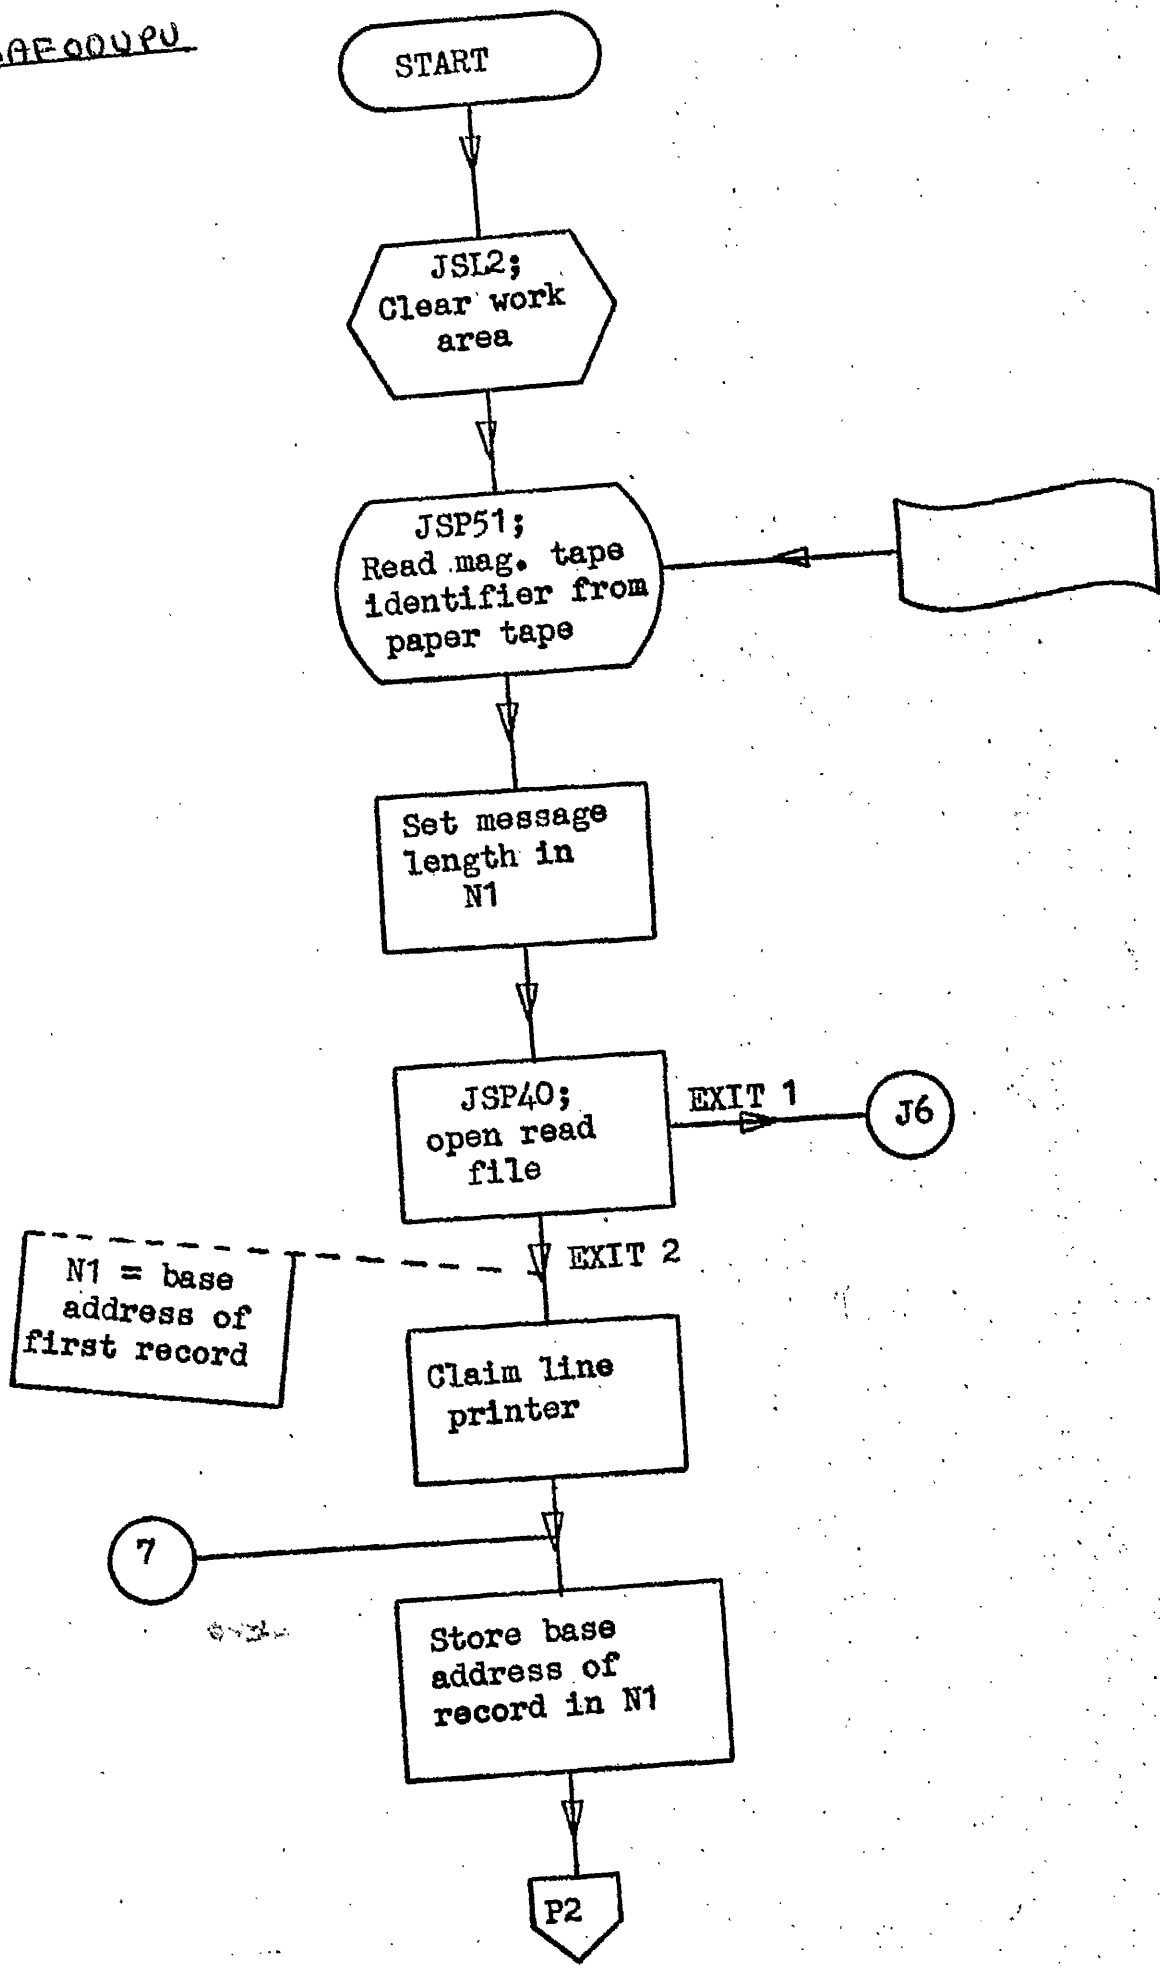 START
JSL2;
Clear work
area
JSP51;
Read mag. tape
identifier from
paper tape
Set message
length in
N1
JSP40;
open read
file
EXIT 1
J6
EXIT 2
N1 = base
address of
first record
Claim line
printer
7
Store base
address of
record in N1
P2